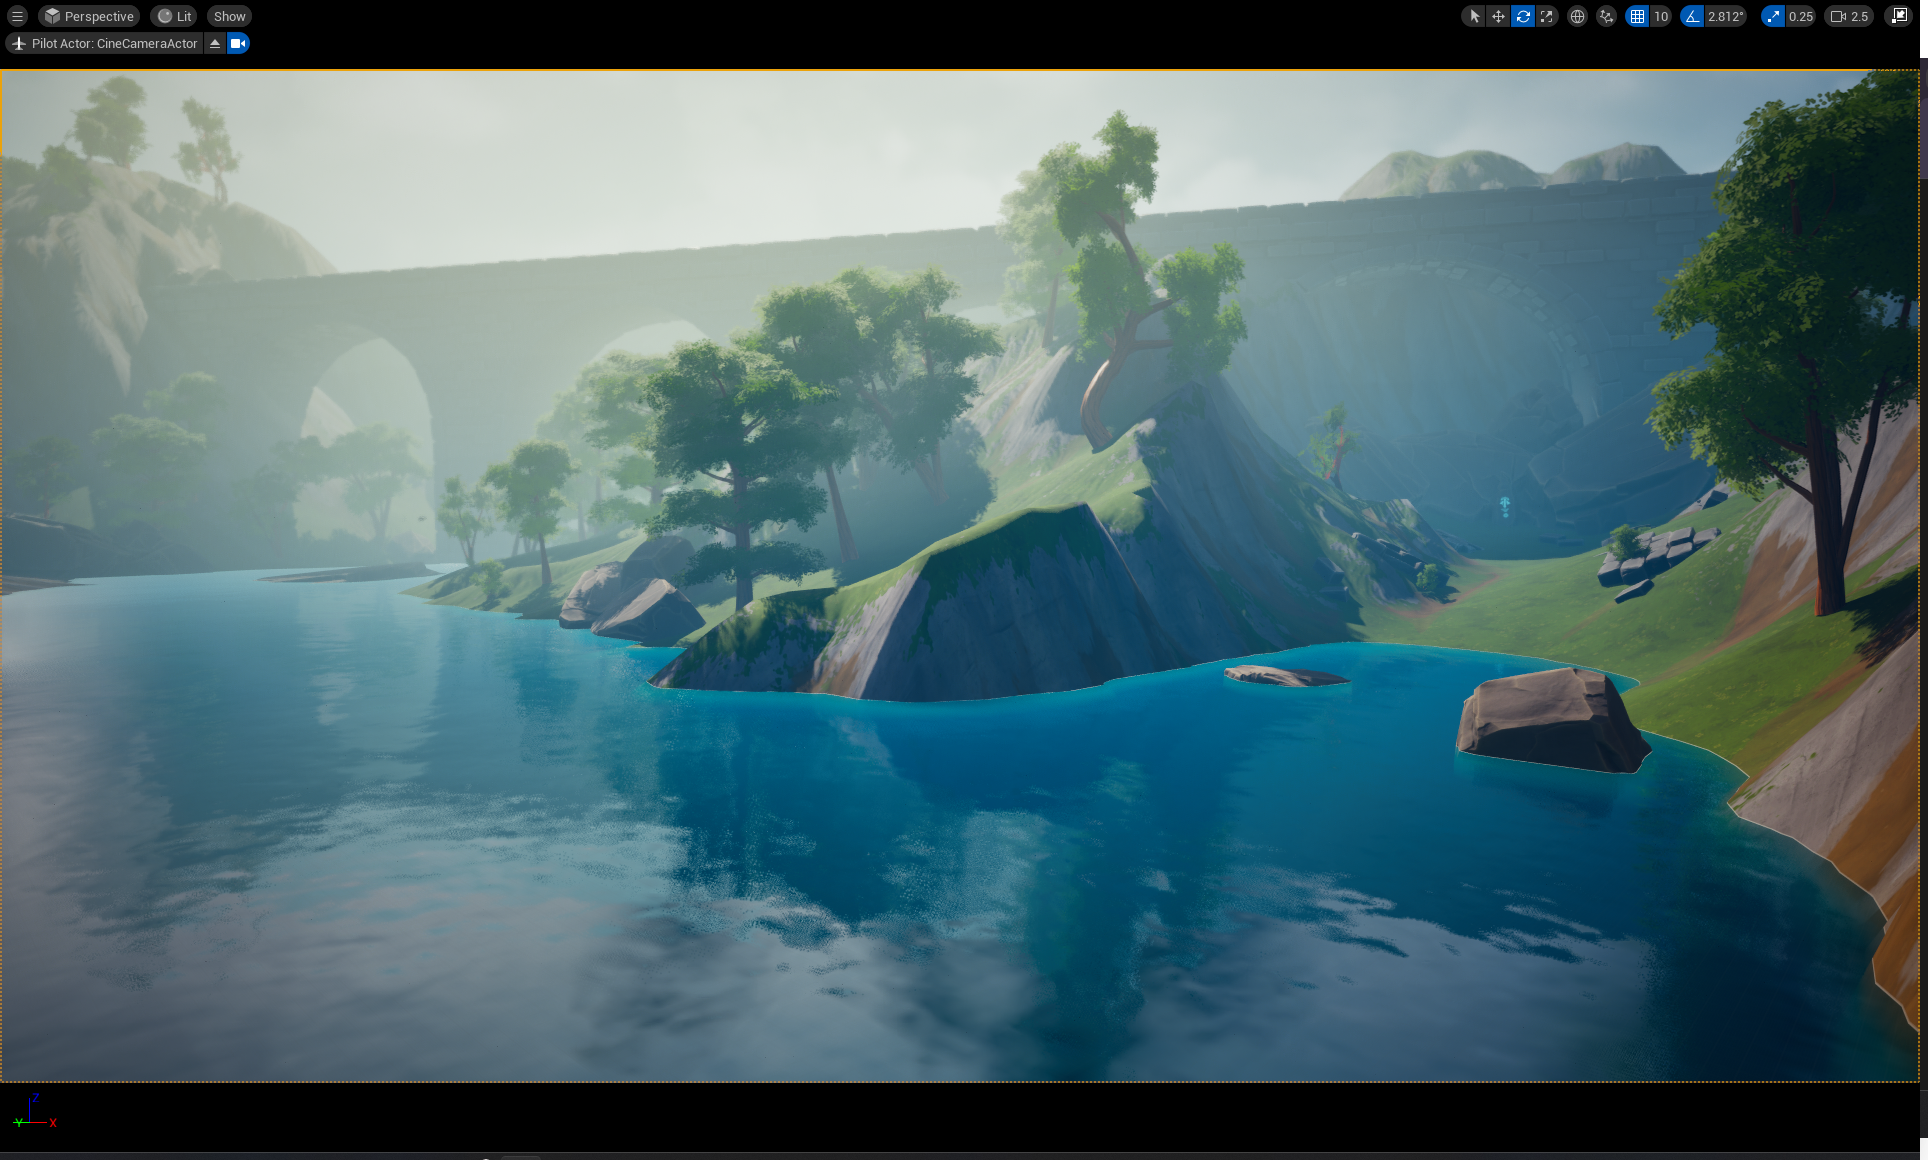 Perspective Lit Show 10 2.812° 0.25 2.5
Pilot Actor: CineCameraActor
Z
Y X